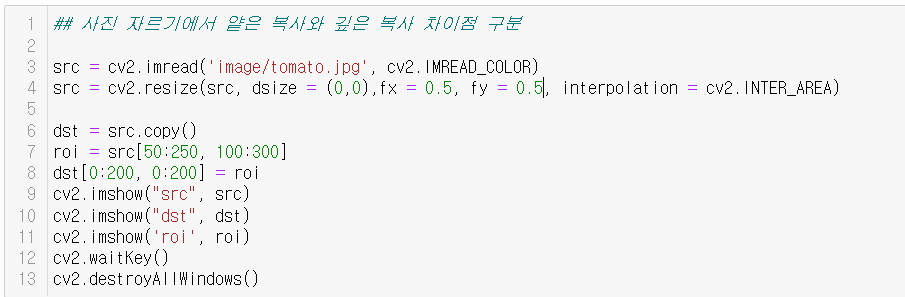 1 ## 사진 자르기에서 얕은 복사와 깊은 복사 차이점 구분
2
3 src = cv2.imread('image/tomato.jpg', cv2.IMREAD_COLOR)
4 src = cv2.resize(src, dsize = (0,0),fx = 0.5, fy = 0.5, interpolation = cv2.INTER_AREA)
5
6 dst = src.copy()
7 roi = src[50:250, 100:300]
8 dst[0:200, 0:200] = roi
9 cv2.imshow("src", src)
10 cv2.imshow("dst", dst)
11 cv2.imshow('roi', roi)
12 cv2.waitKey()
13 cv2.destroyAllWindows()